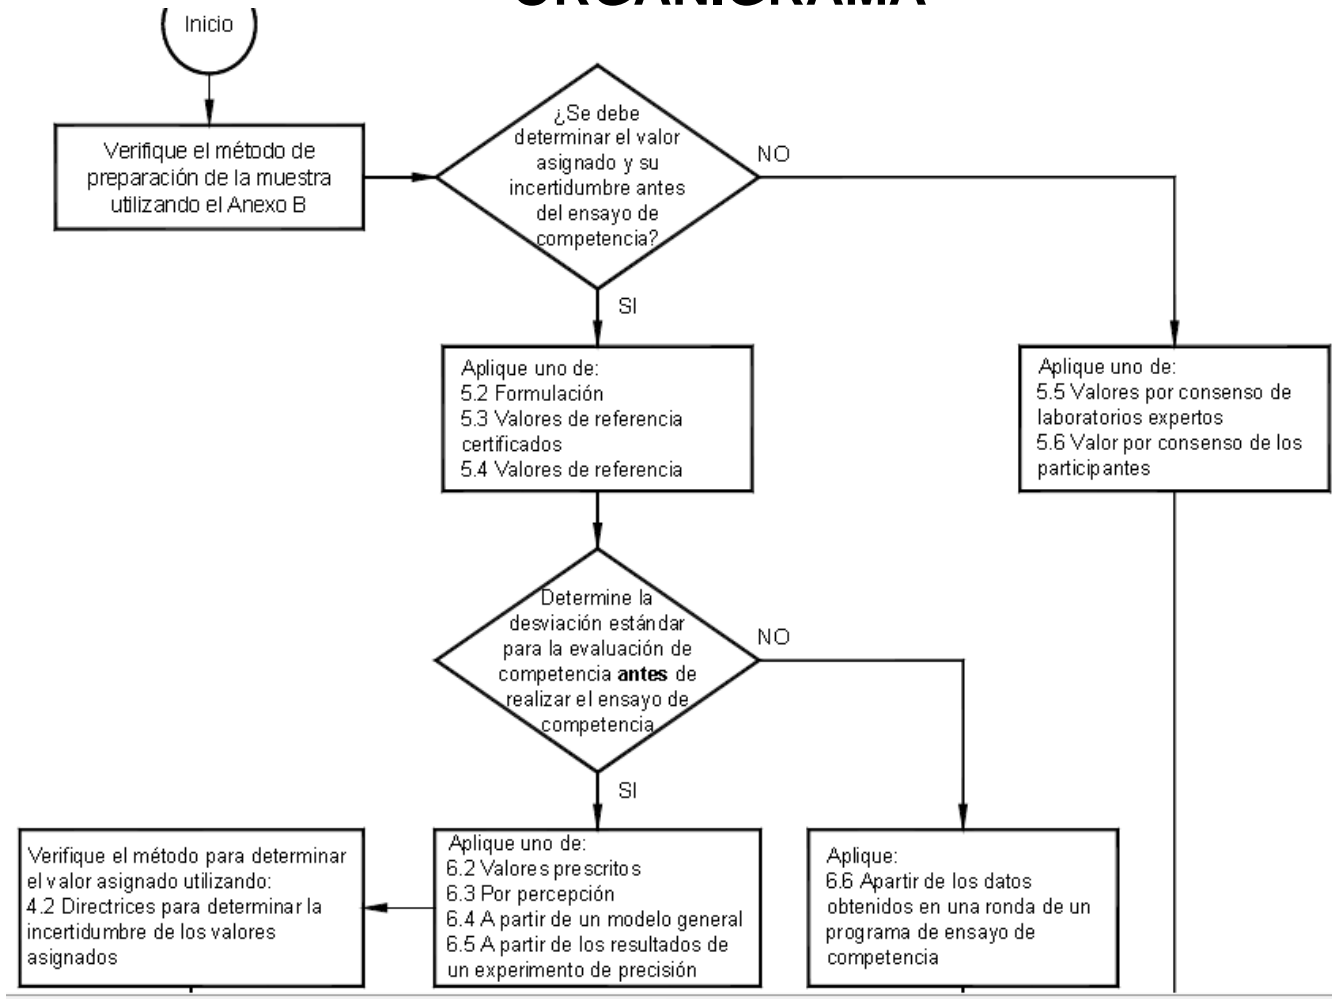 ORGANIGRAMA
Inicio
Verifique el método de
preparación de la muestra
utilizando el Anexo B
¿Se debe
determinar el valor
asignado y su
incertidumbre antes
del ensayo de
competencia?
NO
SI
Aplique uno de:
5.2 Formulación
5.3 Valores de referencia
certificados
5.4 Valores de referencia
Aplique uno de:
5.5 Valores por consenso de
laboratorios expertos
5.6 Valor por consenso de los
participantes
Determine la
desviación estándar
para la evaluación de
competencia antes de
realizar el ensayo de
competencia
NO
SI
Verifique el método para determinar
el valor asignado utilizando:
4.2 Directrices para determinar la
incertidumbre de los valores
asignados
Aplique uno de:
6.2 Valores prescritos
6.3 Por percepción
6.4 A partir de un modelo general
6.5 A partir de los resultados de
un experimento de precisión
Aplique:
6.6 Apartir de los datos
obtenidos en una ronda de un
programa de ensayo de
competencia